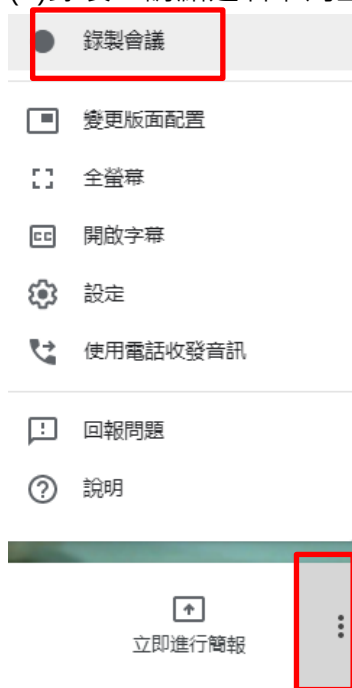 錄製會議
變更版面配置
全螢幕
開啟字幕
設定
使用電話收發音訊
回報問題
說明
立即進行簡報